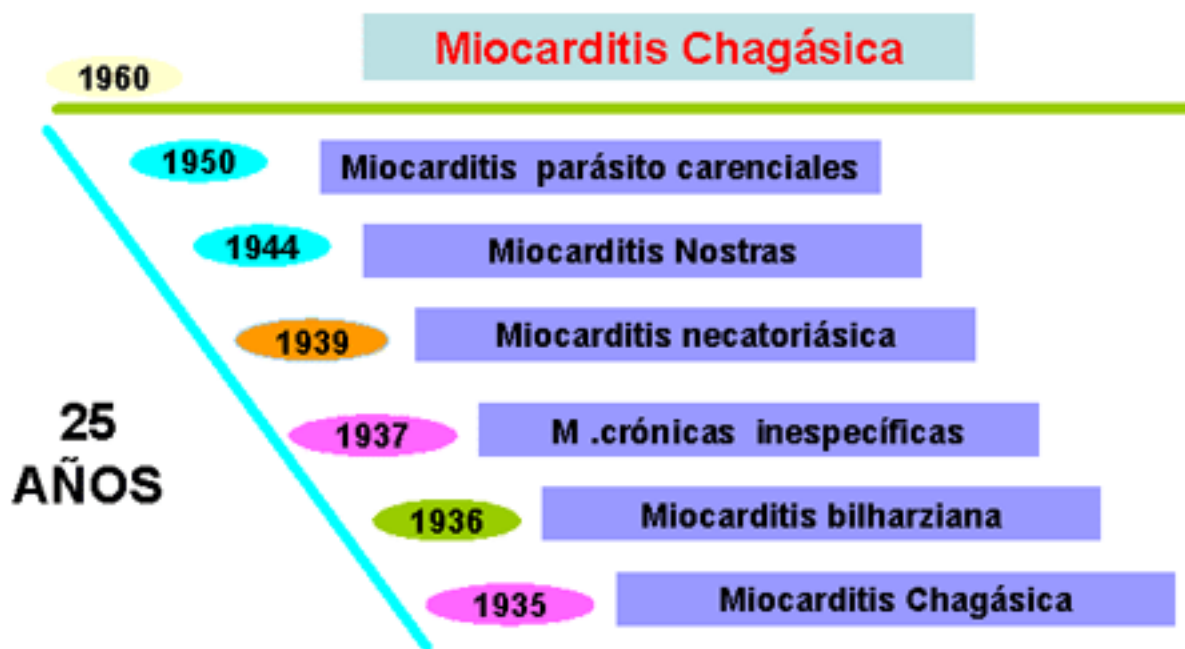 Miocarditis Chagásica
1960
1950 Miocarditis parásito carenciales
1944 Miocarditis Nostras
1939 Miocarditis necatoriásica
1937 M .crónicas inespecíficas
25
AÑOS
1936 Miocarditis bilharziana
1935 Miocarditis Chagásica